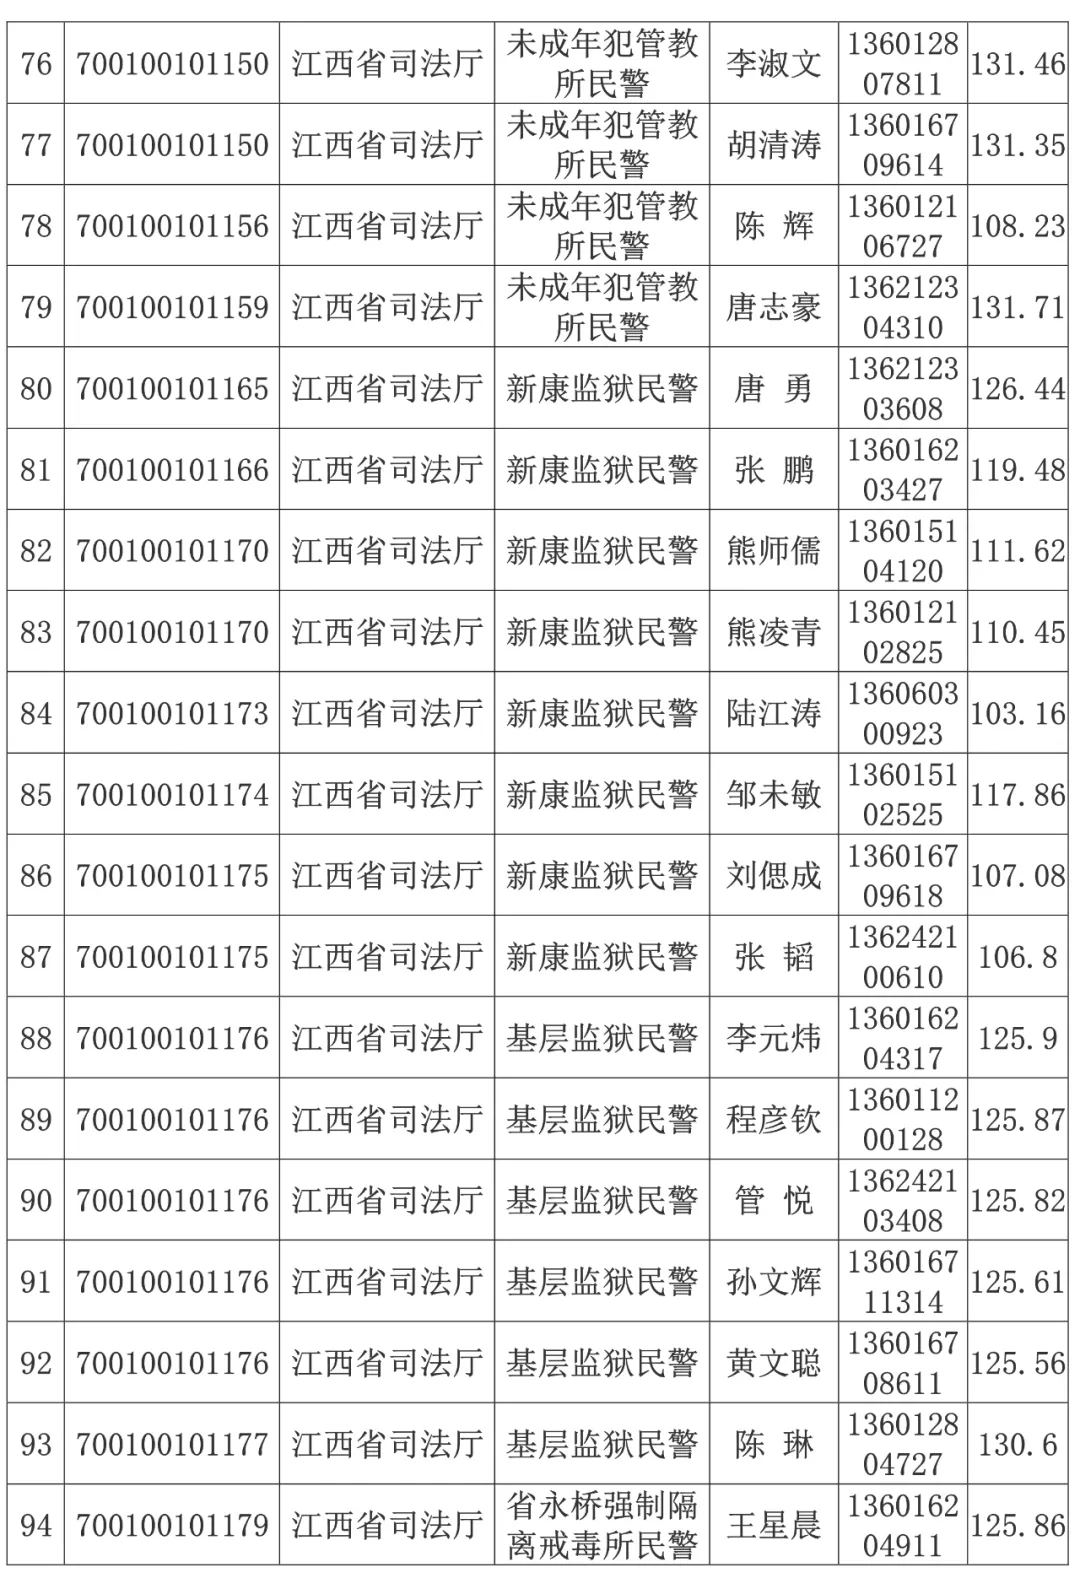 76 700100101150 江西省司法厅 未成年犯管教所民警 李淑文 136012807811 131.46
77 700100101150 江西省司法厅 未成年犯管教所民警 胡清涛 136016709614 131.35
78 700100101156 江西省司法厅 未成年犯管教所民警 陈 辉 136012106727 108.23
79 700100101159 江西省司法厅 未成年犯管教所民警 唐志豪 136212304310 131.71
80 700100101165 江西省司法厅 新康监狱民警 唐 勇 136212303608 126.44
81 700100101166 江西省司法厅 新康监狱民警 张 鹏 136016203427 119.48
82 700100101170 江西省司法厅 新康监狱民警 熊师儒 136015104120 111.62
83 700100101170 江西省司法厅 新康监狱民警 熊凌青 136012102825 110.45
84 700100101173 江西省司法厅 新康监狱民警 陆江涛 136060300923 103.16
85 700100101174 江西省司法厅 新康监狱民警 邹未敏 136015102525 117.86
86 700100101175 江西省司法厅 新康监狱民警 刘偲成 136016709618 107.08
87 700100101175 江西省司法厅 新康监狱民警 张 韬 136242100610 106.8
88 700100101176 江西省司法厅 基层监狱民警 李元炜 136016204317 125.9
89 700100101176 江西省司法厅 基层监狱民警 程彦钦 136011200128 125.87
90 700100101176 江西省司法厅 基层监狱民警 管 悦 136242103408 125.82
91 700100101176 江西省司法厅 基层监狱民警 孙文辉 136016711314 125.61
92 700100101176 江西省司法厅 基层监狱民警 黄文聪 136016708611 125.56
93 700100101177 江西省司法厅 基层监狱民警 陈 琳 136012804727 130.6
94 700100101179 江西省司法厅 省永桥强制隔离戒毒所民警 王星晨 136016204911 125.86